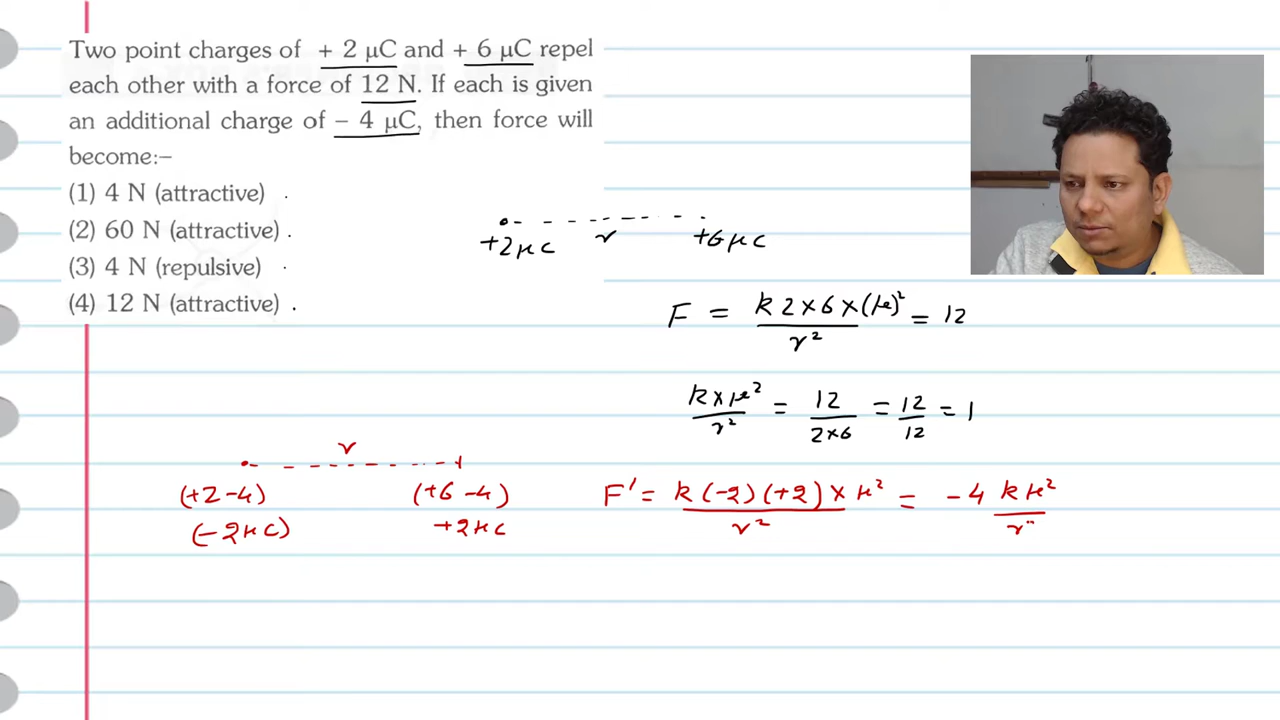 Two point charges of + 2 µC and + 6 µC repel
each other with a force of 12 N. If each is given
an additional charge of – 4 µC, then force will
become:–
(1) 4 N (attractive)
(2) 60 N (attractive)
(3) 4 N (repulsive)
(4) 12 N (attractive)
+2μc r +6μc
F = k 2×6×(μ)² / r² = 12
k×μ² / r² = 12 / 2×6 = 12 / 12 = 1
r
(+2-4) (+6-4)
(-2μc) +2μc
F' = k(-2)(+2)×μ² / r² = -4 kμ² / r²